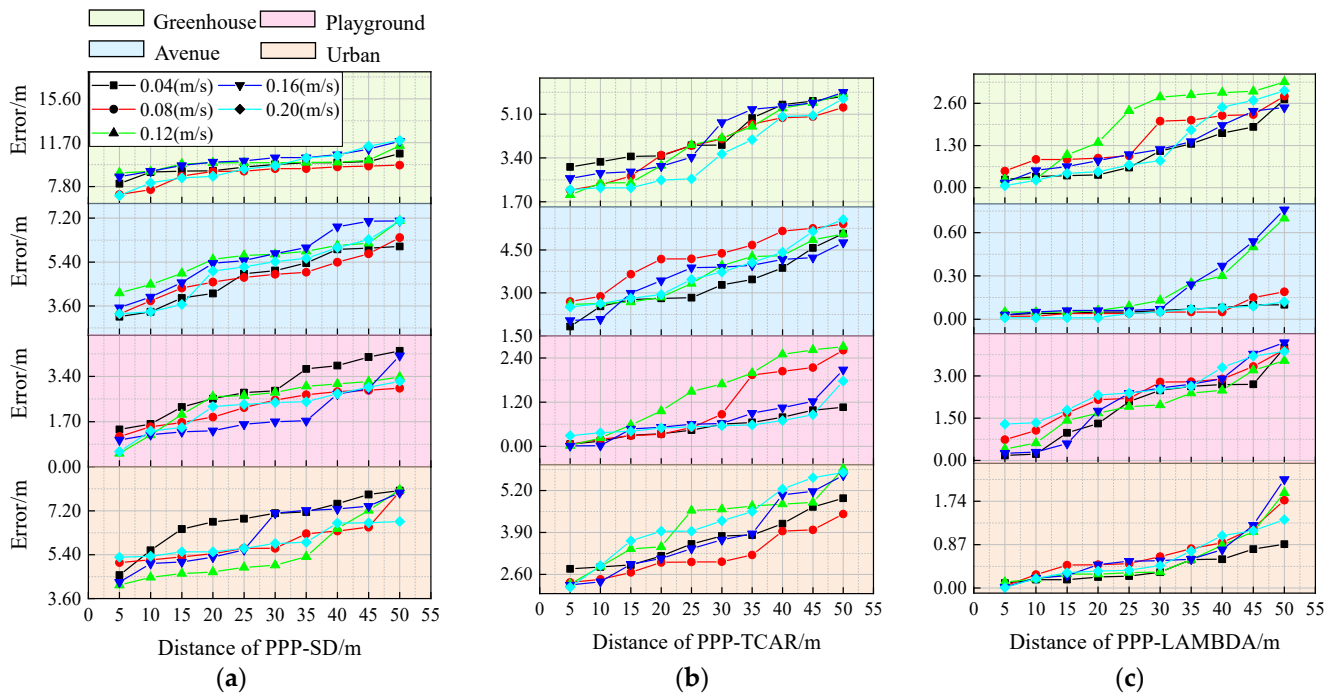 Greenhouse Playground
Avenue Urban
0.04(m/s) 0.16(m/s)
0.08(m/s) 0.20(m/s)
0.12(m/s)
Error/m
15.60
11.70
7.80
Error/m
7.20
5.40
3.60
Error/m
3.40
1.70
0.00
Error/m
7.20
5.40
3.60
0 5 10 15 20 25 30 35 40 45 50 55
Distance of PPP-SD/m
(a)
5.10
3.40
1.70
4.50
3.00
1.50
2.40
1.20
0.00
5.20
3.90
2.60
0 5 10 15 20 25 30 35 40 45 50 55
Distance of PPP-TCAR/m
(b)
2.60
1.30
0.00
0.60
0.30
0.00
3.00
1.50
0.00
1.74
0.87
0.00
0 5 10 15 20 25 30 35 40 45 50 55
Distance of PPP-LAMBDA/m
(c)